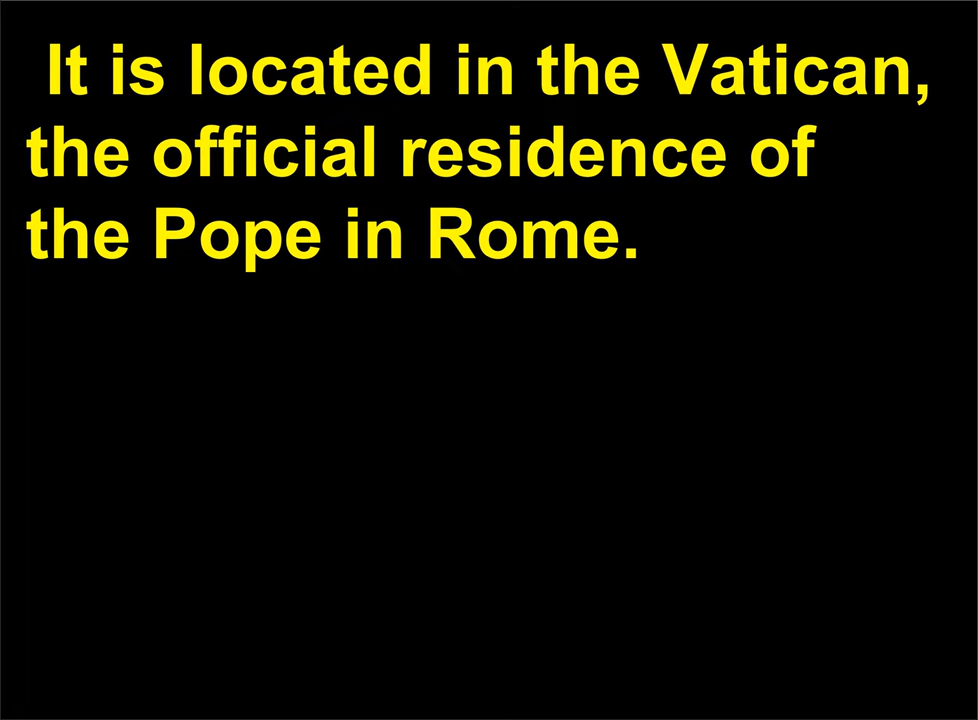 It is located in the Vatican,
the official residence of
the Pope in Rome.